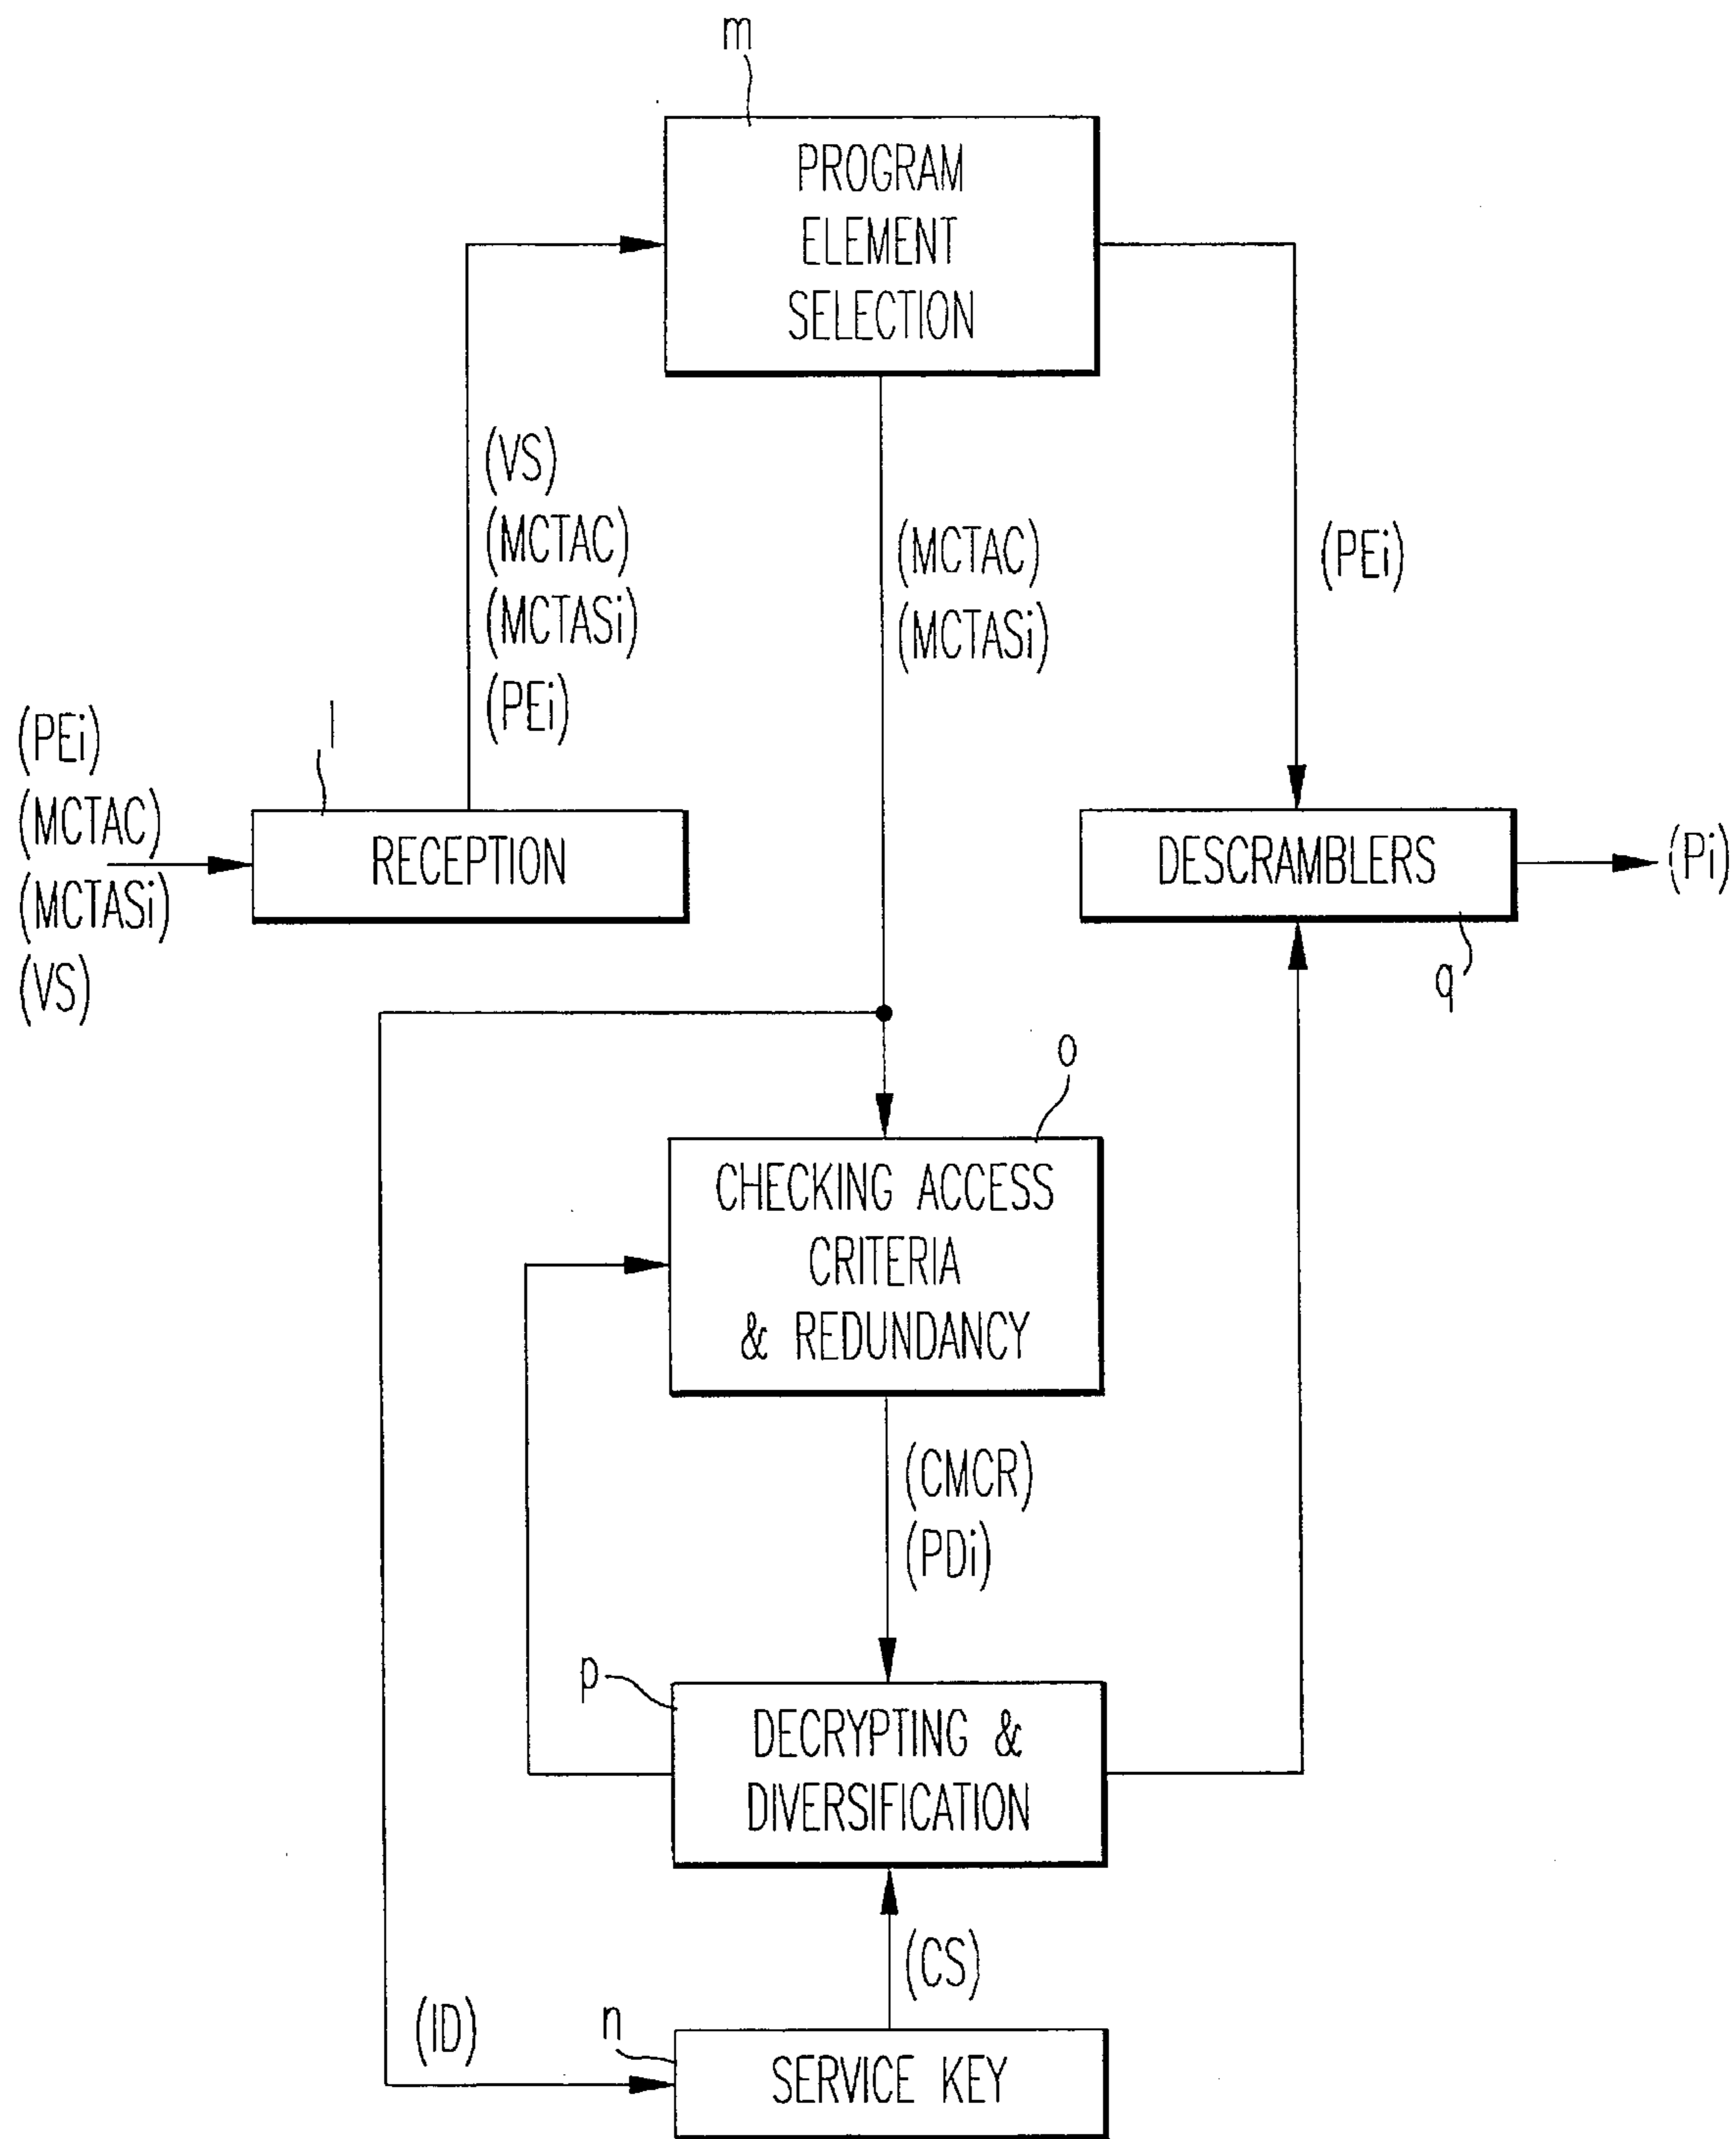 m
PROGRAM
ELEMENT
SELECTION
(VS)
(MCTAC)
(MCTASi)
(PEi)
(MCTAC)
(MCTASi)
(PEi)
(PEi)
(MCTAC)
(MCTASi)
(VS)
l
RECEPTION
DESCRAMBLERS
(Pi)
q
o
CHECKING ACCESS
CRITERIA
& REDUNDANCY
(CMCR)
(PDi)
p
DECRYPTING &
DIVERSIFICATION
(CS)
(ID)
n
SERVICE KEY